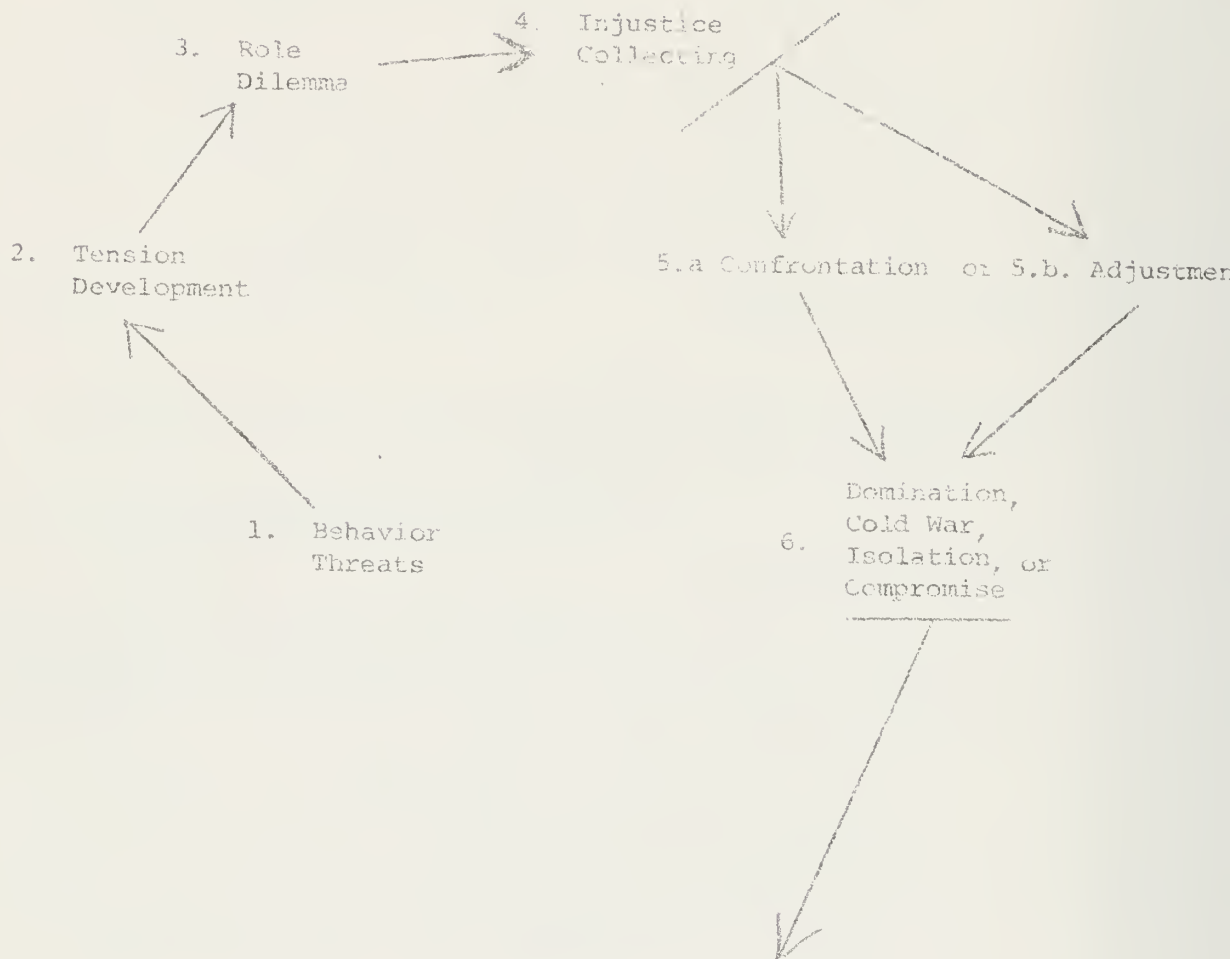 4. Injustice
Collecting
3. Role
Dilemma
2. Tension
Development
5.a Confrontation or 5.b. Adjustmen
1. Behavior
Threats
6. Domination,
Cold War,
Isolation, or
Compromise